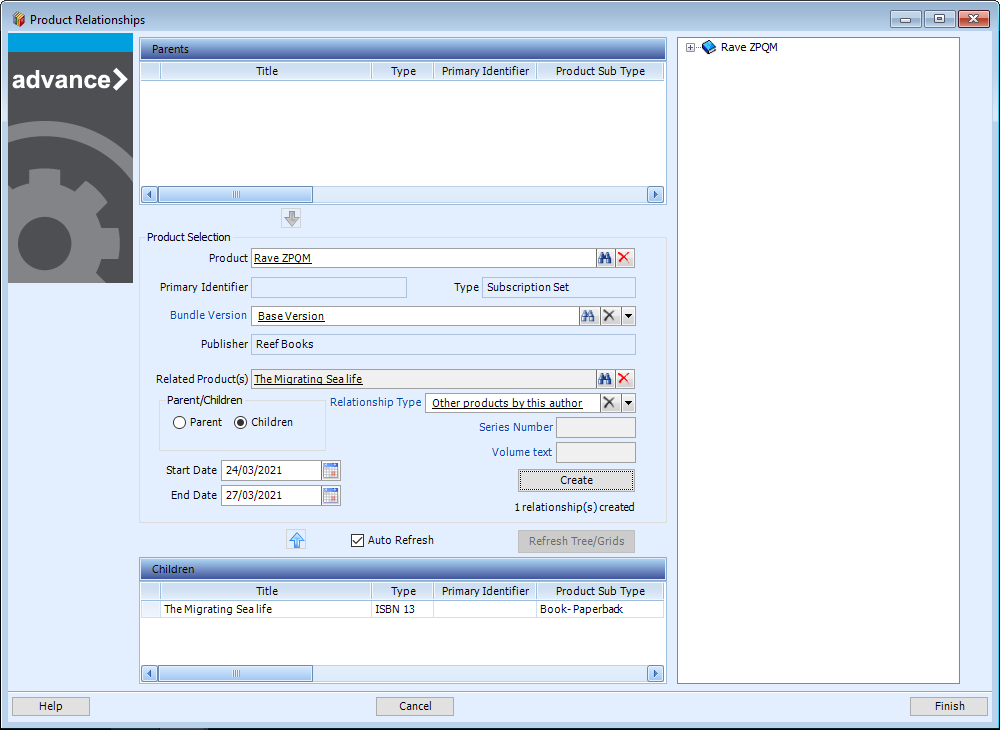 Product Relationships
advance
Parents
Title Type Primary Identifier Product Sub Type
Rave ZPQM
Product Selection
Product Rave ZPQM
Primary Identifier Type Subscription Set
Bundle Version Base Version
Publisher Reef Books
Related Product(s) The Migrating Sea life
Parent/Children
Relationship Type Other products by this author
Parent Children
Series Number
Volume text
Start Date 24/03/2021
Create
End Date 27/03/2021
1 relationship(s) created
Auto Refresh Refresh Tree/Grids
Children
Title Type Primary Identifier Product Sub Type
The Migrating Sea life ISBN 13 Book- Paperback
Help Cancel Finish